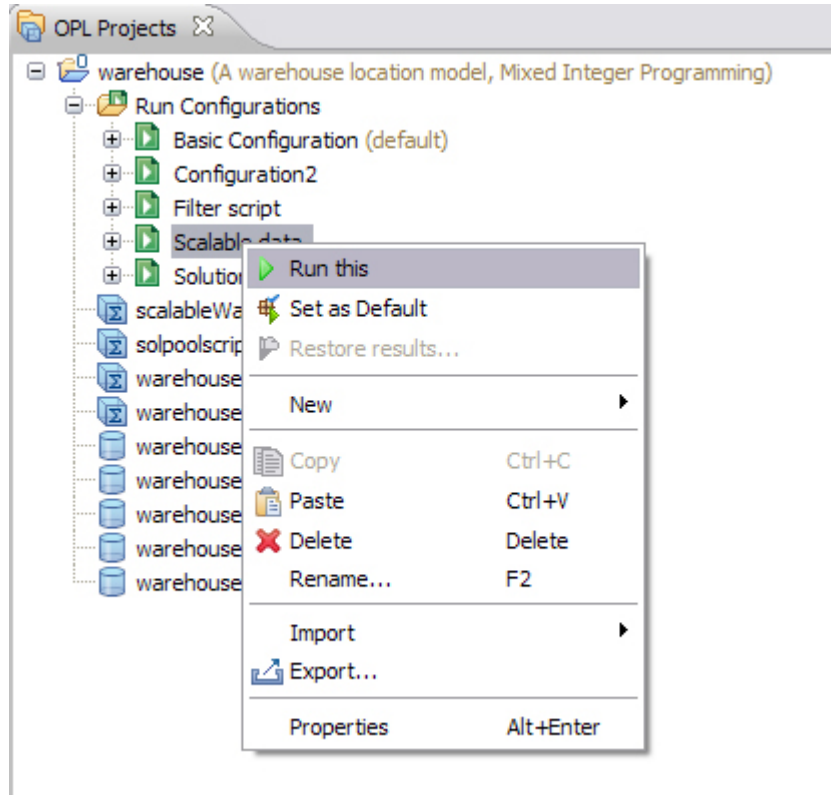 OPL Projects
warehouse (A warehouse location model, Mixed Integer Programming)
Run Configurations
Basic Configuration (default)
Configuration2
Filter script
Scalable data
Solution
scalableWa
solpoolscrip
warehouse
warehouse
warehouse
warehouse
warehouse
warehouse
warehouse
Run this
Set as Default
Restore results...
New
Copy Ctrl+C
Paste Ctrl+V
Delete Delete
Rename... F2
Import
Export...
Properties Alt+Enter